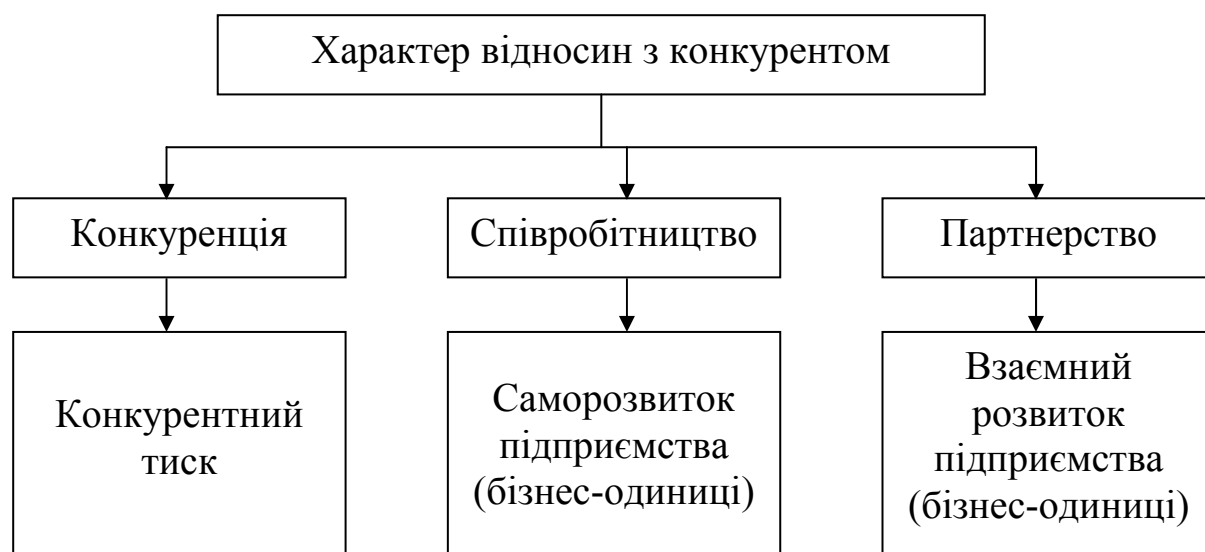 Характер відносин з конкурентом
Конкуренція
Співробітництво
Партнерство
Конкурентний
тиск
Саморозвиток
підприємства
(бізнес-одиниці)
Взаємний
розвиток
підприємства
(бізнес-одиниці)